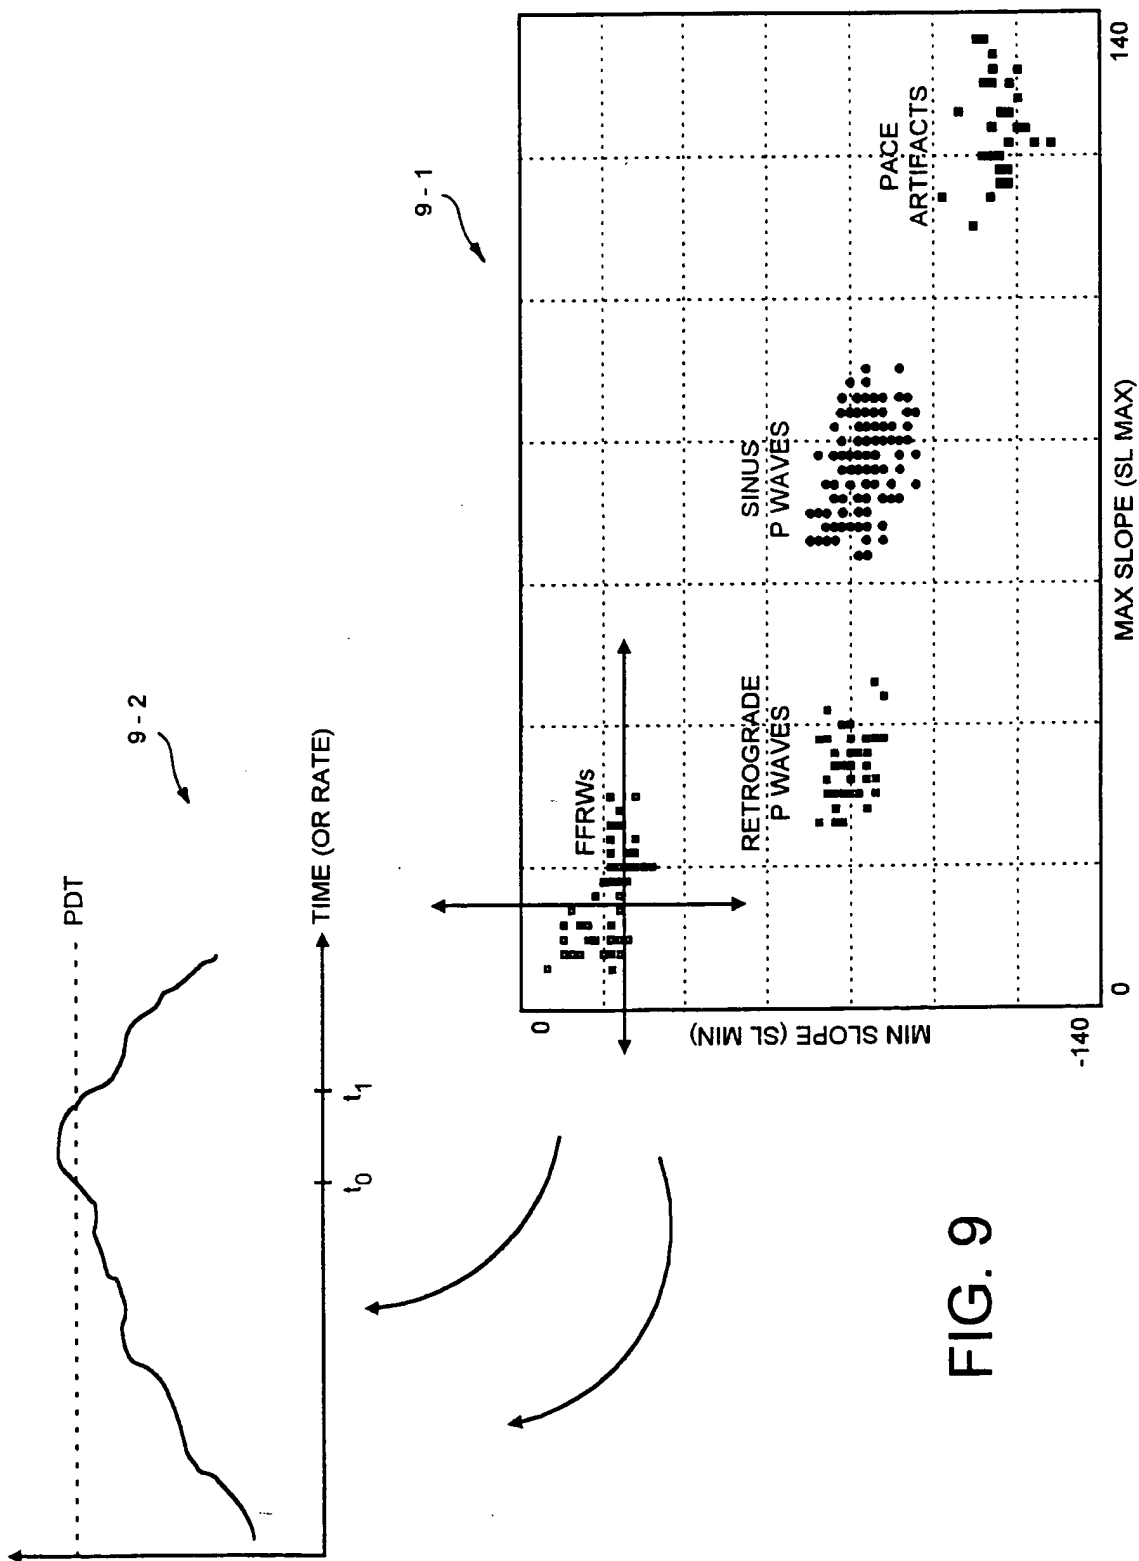 9 - 2
PDT
t0
t1
TIME (OR RATE)
9 - 1
0
MIN SLOPE (SL MIN)
-140
FFRWs
RETROGRADE
P WAVES
SINUS
P WAVES
PACE
ARTIFACTS
0
MAX SLOPE (SL MAX)
140
FIG. 9